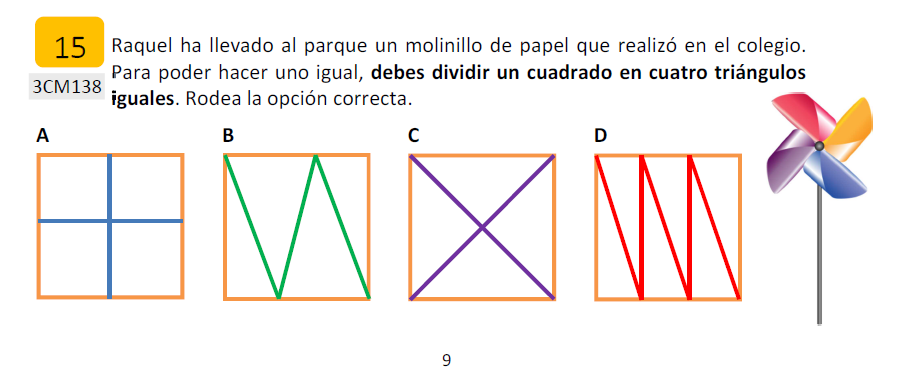 15
3CM138
Raquel ha llevado al parque un molinillo de papel que realizó en el colegio.
Para poder hacer uno igual, debes dividir un cuadrado en cuatro triángulos
iguales. Rodea la opción correcta.
A B C D
9